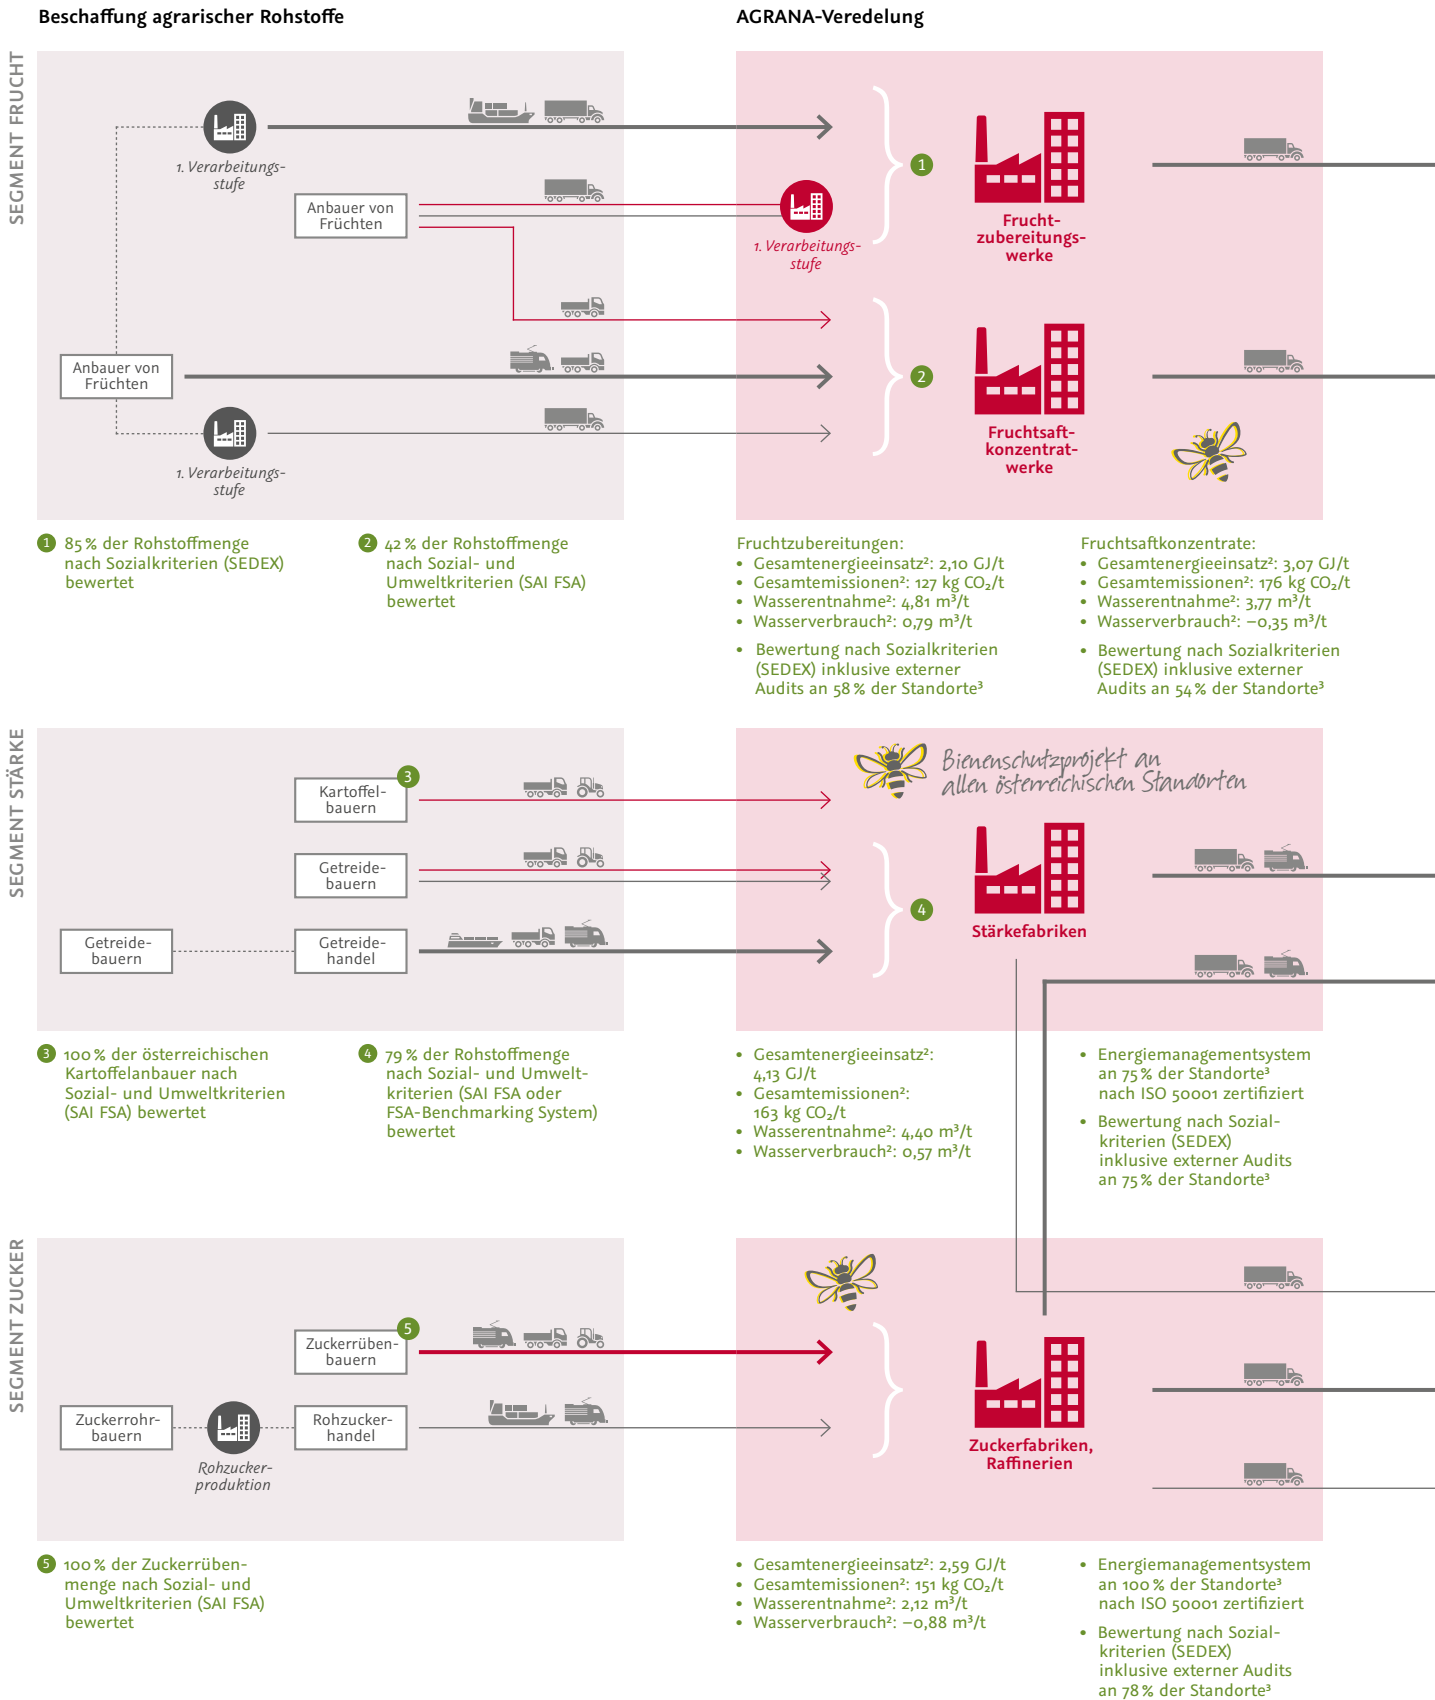 Beschaffung agrarischer Rohstoffe
AGRANA-Veredelung
SEGMENT FRUCHT
1. Verarbeitungs-
stufe
Anbauer von
Früchten
1. Verarbeitungs-
stufe
1
Frucht-
zubereitungs-
werke
Anbauer von
Früchten
2
1. Verarbeitungs-
stufe
Fruchtsaft-
konzentrat-
werke
1 85 % der Rohstoffmenge
nach Sozialkriterien (SEDEX)
bewertet
2 42 % der Rohstoffmenge
nach Sozial- und
Umweltkriterien (SAI FSA)
bewertet
Fruchtzubereitungen:
• Gesamtenergieeinsatz²: 2,10 GJ/t
• Gesamtemissionen²: 127 kg CO₂/t
• Wasserentnahme²: 4,81 m³/t
• Wasserverbrauch²: 0,79 m³/t
• Bewertung nach Sozialkriterien
(SEDEX) inklusive externer
Audits an 58 % der Standorte³
Fruchtsaftkonzentrate:
• Gesamtenergieeinsatz²: 3,07 GJ/t
• Gesamtemissionen²: 176 kg CO₂/t
• Wasserentnahme²: 3,77 m³/t
• Wasserverbrauch²: –0,35 m³/t
• Bewertung nach Sozialkriterien
(SEDEX) inklusive externer
Audits an 54 % der Standorte³
SEGMENT STÄRKE
3
Kartoffel-
bauern
Getreide-
bauern
Getreide-
bauern
Getreide-
handel
Bienenschutzprojekt an
allen österreichischen Standorten
4
Stärkefabriken
3 100 % der österreichischen
Kartoffelanbauer nach
Sozial- und Umweltkriterien
(SAI FSA) bewertet
4 79 % der Rohstoffmenge
nach Sozial- und Umwelt-
kriterien (SAI FSA oder
FSA-Benchmarking System)
bewertet
• Gesamtenergieeinsatz²:
4,13 GJ/t
• Gesamtemissionen²:
163 kg CO₂/t
• Wasserentnahme²: 4,40 m³/t
• Wasserverbrauch²: 0,57 m³/t
• Energiemanagementsystem
an 75 % der Standorte³
nach ISO 50001 zertifiziert
• Bewertung nach Sozial-
kriterien (SEDEX)
inklusive externer Audits
an 75 % der Standorte³
SEGMENT ZUCKER
5
Zuckerrüben-
bauern
Zuckerrohr-
bauern
Rohzucker-
produktion
Rohzucker-
handel
Zuckerfabriken,
Raffinerien
5 100 % der Zuckerrüben-
menge nach Sozial- und
Umweltkriterien (SAI FSA)
bewertet
• Gesamtenergieeinsatz²: 2,59 GJ/t
• Gesamtemissionen²: 151 kg CO₂/t
• Wasserentnahme²: 2,12 m³/t
• Wasserverbrauch²: –0,88 m³/t
• Energiemanagementsystem
an 100 % der Standorte³
nach ISO 50001 zertifiziert
• Bewertung nach Sozial-
kriterien (SEDEX)
inklusive externer Audits
an 78 % der Standorte³